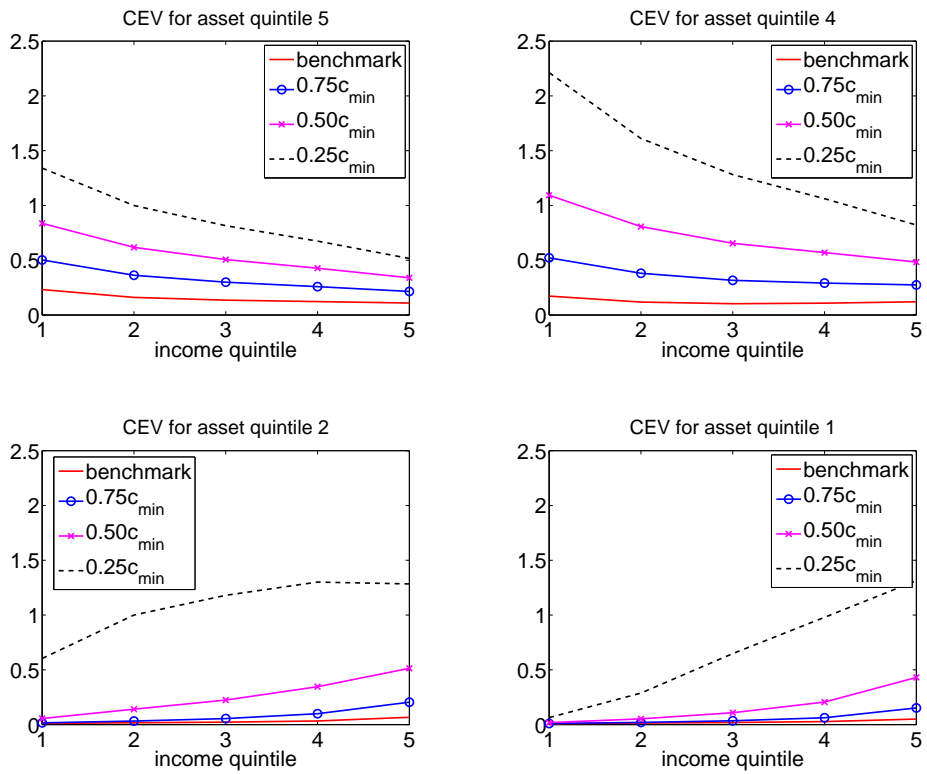 CEV for asset quintile 5
2.5
2
1.5
1
0.5
0
benchmark
0.75c_min
0.50c_min
0.25c_min
1 2 3 4 5
income quintile
CEV for asset quintile 4
2.5
2
1.5
1
0.5
0
benchmark
0.75c_min
0.50c_min
0.25c_min
1 2 3 4 5
income quintile
CEV for asset quintile 2
2.5
2
1.5
1
0.5
0
benchmark
0.75c_min
0.50c_min
0.25c_min
1 2 3 4 5
income quintile
CEV for asset quintile 1
2.5
2
1.5
1
0.5
0
benchmark
0.75c_min
0.50c_min
0.25c_min
1 2 3 4 5
income quintile